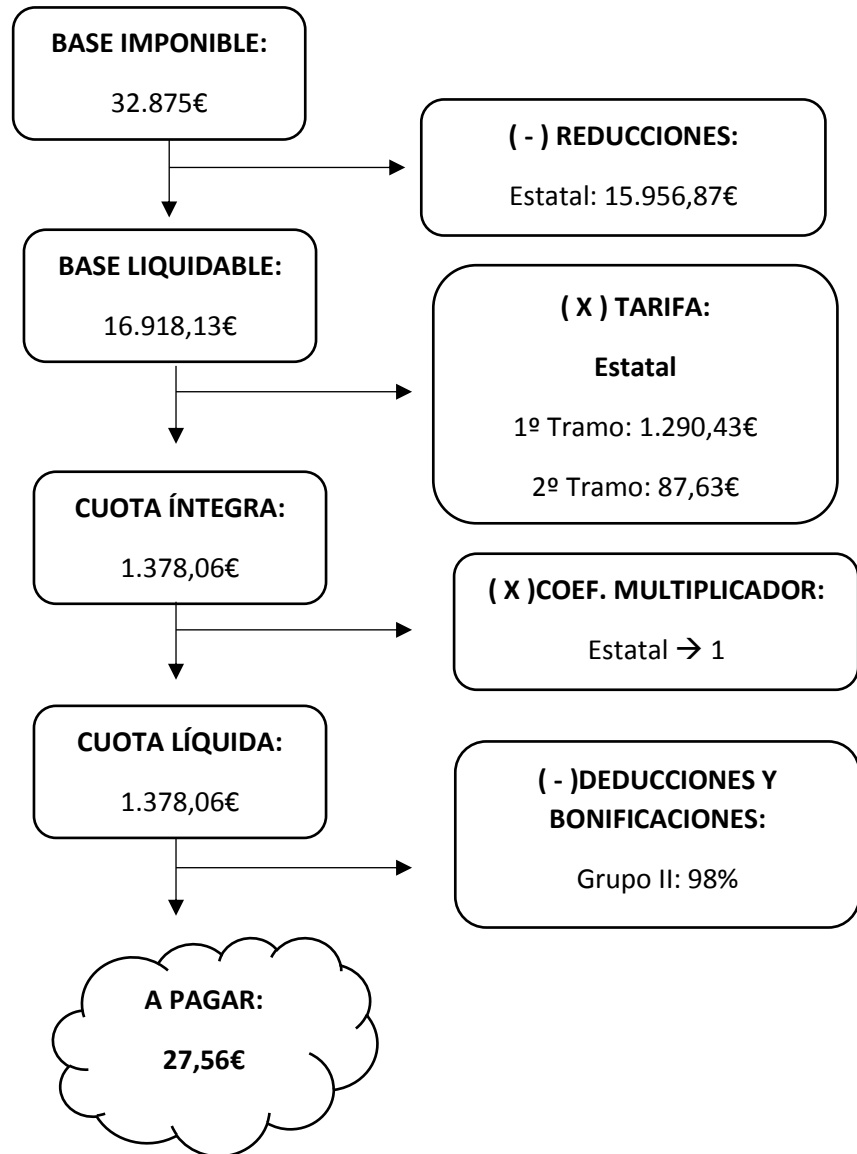 BASE IMPONIBLE:
32.875€
( - ) REDUCCIONES:
Estatal: 15.956,87€
BASE LIQUIDABLE:
16.918,13€
( X ) TARIFA:
Estatal
1º Tramo: 1.290,43€
2º Tramo: 87,63€
CUOTA ÍNTEGRA:
1.378,06€
( X )COEF. MULTIPLICADOR:
Estatal → 1
CUOTA LÍQUIDA:
1.378,06€
( - )DEDUCCIONES Y
BONIFICACIONES:
Grupo II: 98%
A PAGAR:
27,56€